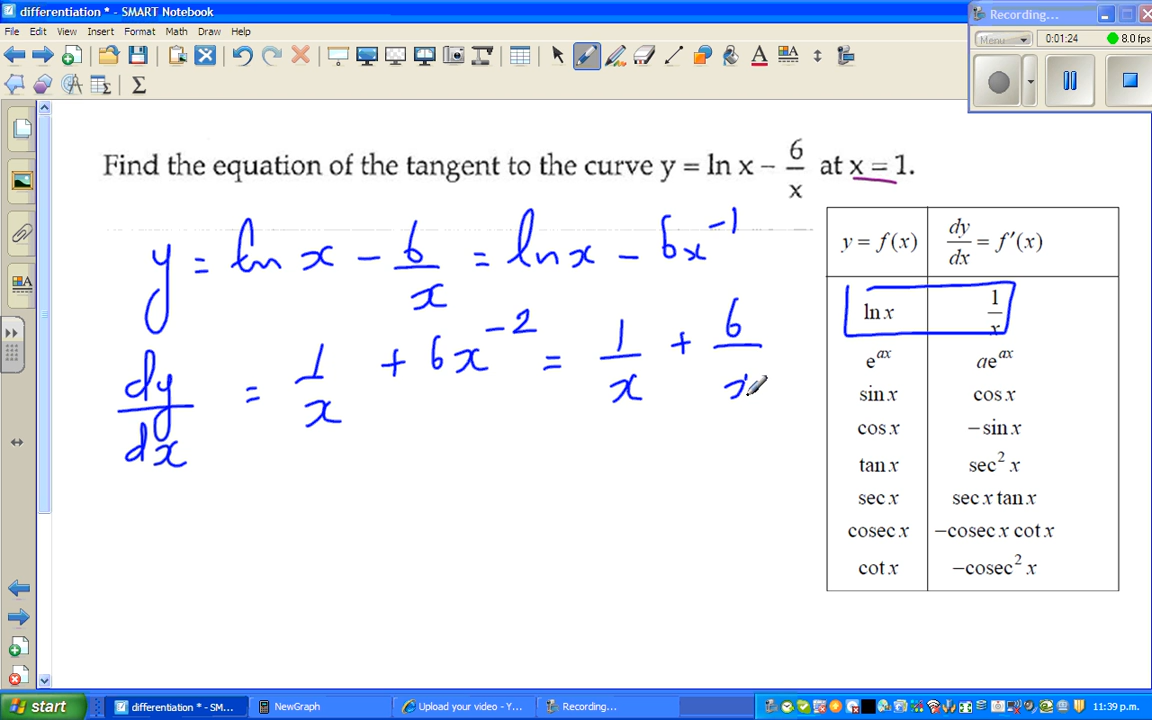 differentiation * - SMART Notebook
Recording...
File Edit View Insert Format Math Draw Help
Menu 0:01:24 8.0 fps
Find the equation of the tangent to the curve y = ln x − 6/x at x = 1.
y = ln x − 6/x = ln x − 6x⁻¹
dy/dx = 1/x + 6x⁻² = 1/x + 6/x
y = f(x) dy/dx = f′(x)
ln x 1/x
e^ax ae^ax
sin x cos x
cos x −sin x
tan x sec² x
sec x sec x tan x
cosec x −cosec x cot x
cot x −cosec² x
start differentiation * - SM... NewGraph Upload your video - Y... Recording... 11:39 p.m.